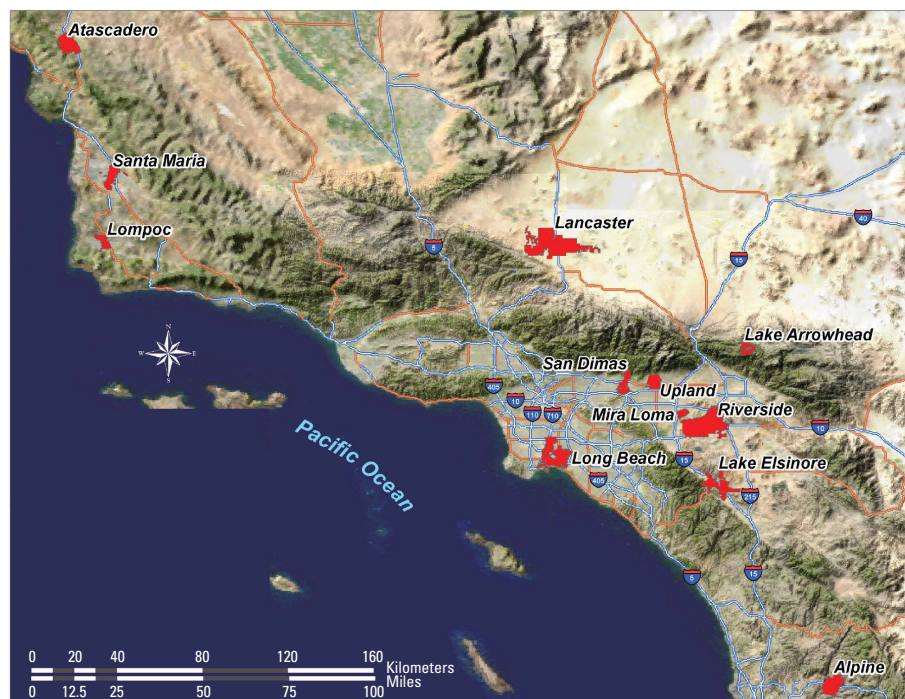 Atascadero
Santa Maria
Lompoc
Lancaster
5
15
40
N
W E
S
Lake Arrowhead
San Dimas
Upland
405
10
110
710
Mira Loma
Riverside
10
Long Beach
15
Lake Elsinore
405
215
Pacific Ocean
5
15
Alpine
0 20 40 80 120 160
Kilometers
Miles
0 12.5 25 50 75 100